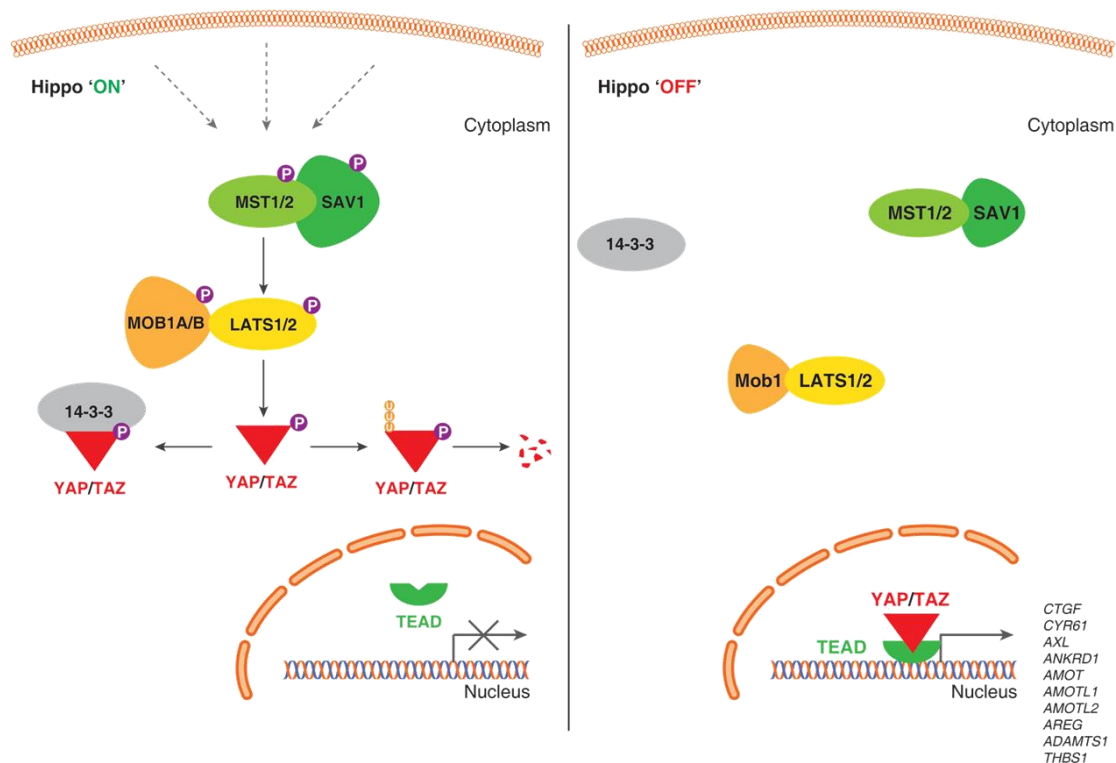 Hippo ‘ON’
Cytoplasm
P
P
MST1/2
SAV1
P
P
MOB1A/B
LATS1/2
14-3-3
P
YAP/TAZ
P
YAP/TAZ
U
U
U
P
YAP/TAZ
TEAD
Nucleus
Hippo ‘OFF’
Cytoplasm
MST1/2
SAV1
14-3-3
Mob1
LATS1/2
YAP/TAZ
TEAD
Nucleus
CTGF
CYR61
AXL
ANKRD1
AMOT
AMOTL1
AMOTL2
AREG
ADAMTS1
THBS1